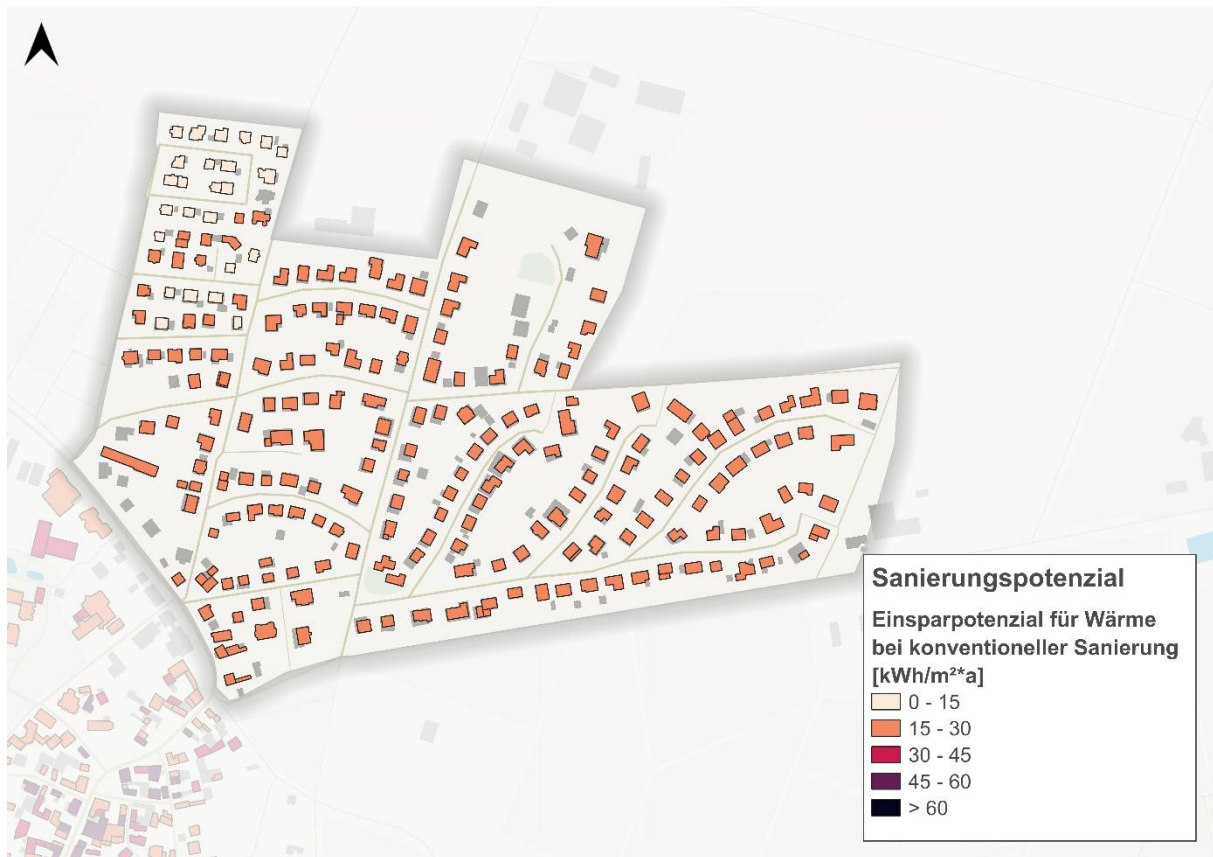 Sanierungspotenzial
Einsparpotenzial für Wärme
bei konventioneller Sanierung
[kWh/m²*a]
0 - 15
15 - 30
30 - 45
45 - 60
> 60